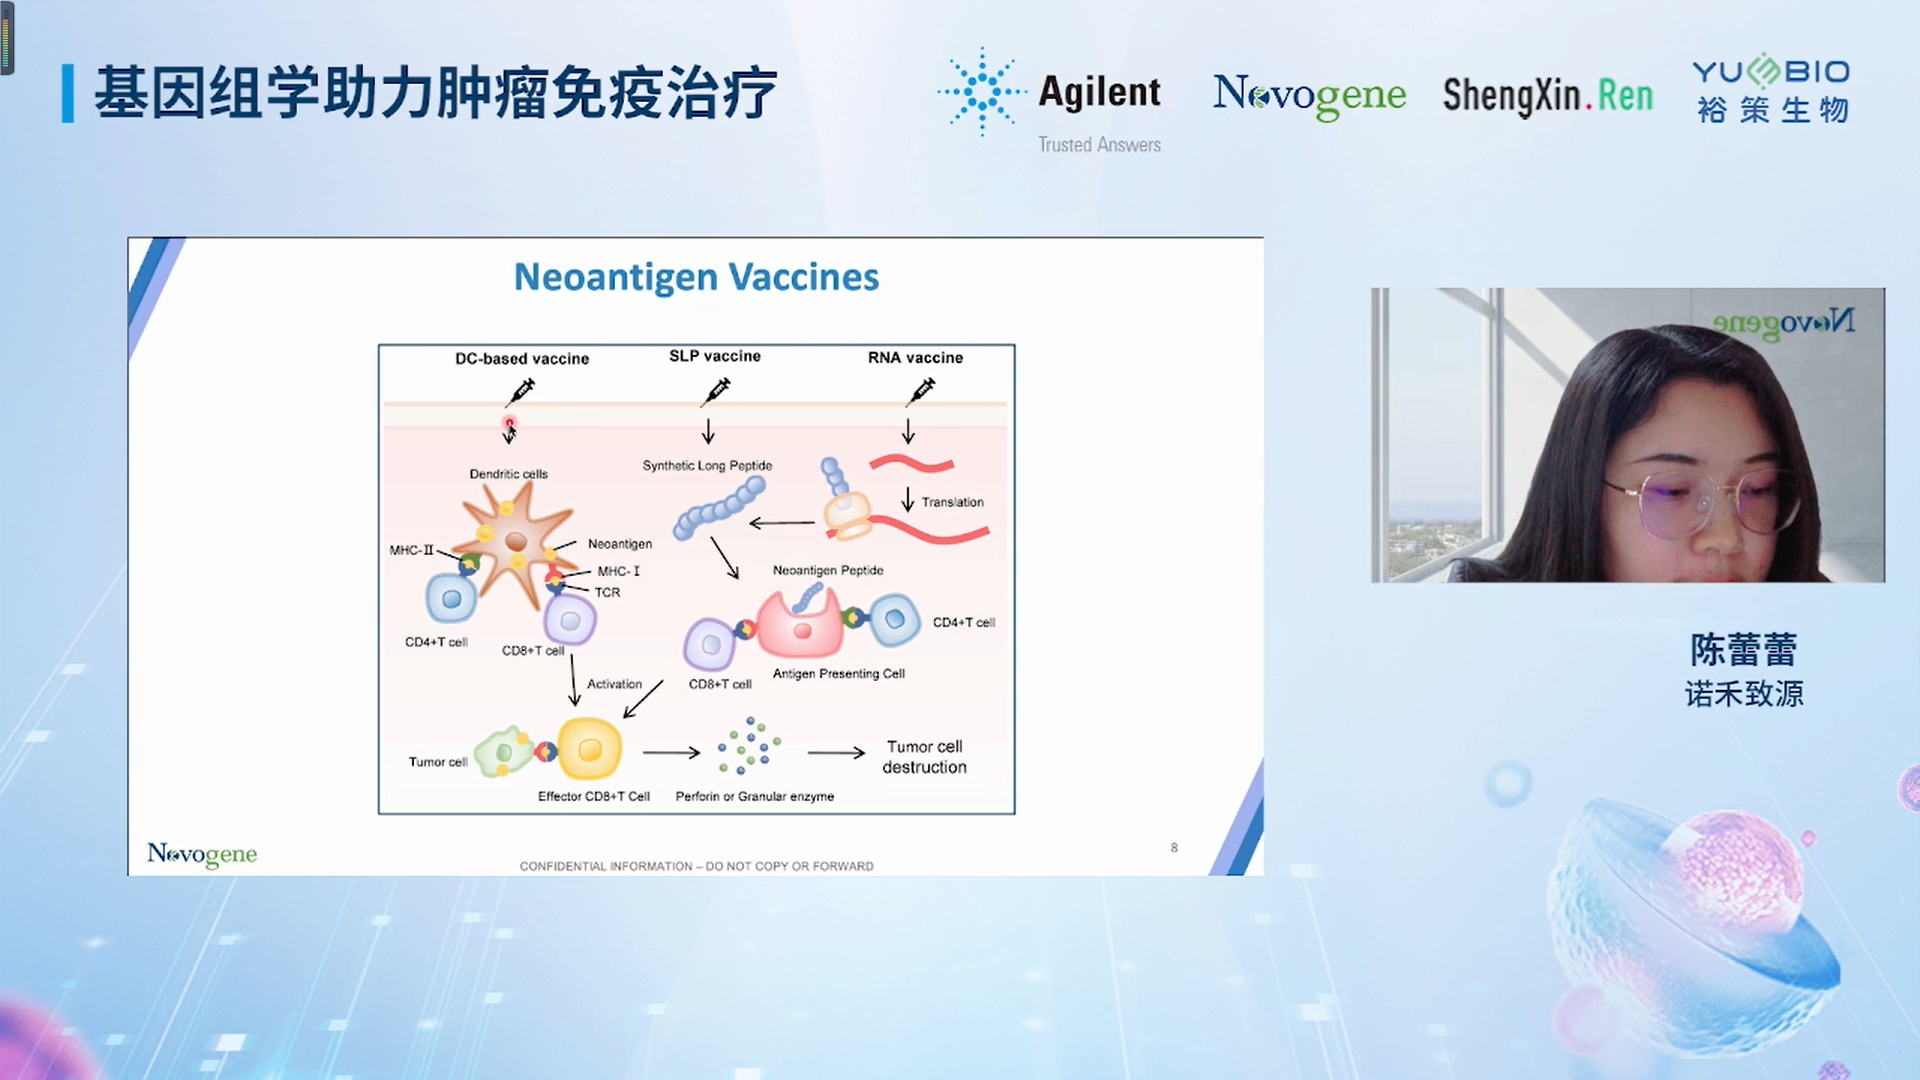 基因组学助力肿瘤免疫治疗
Agilent
Trusted Answers
Novogene
ShengXin.Ren
YUCEBIO
裕策生物
Neoantigen Vaccines
DC-based vaccine
SLP vaccine
RNA vaccine
Dendritic cells
Synthetic Long Peptide
Translation
MHC-II
Neoantigen
MHC-I
TCR
Neoantigen Peptide
CD4+T cell
CD8+T cell
CD4+T cell
Antigen Presenting Cell
CD8+T cell
Activation
Tumor cell
Effector CD8+T Cell
Perforin or Granular enzyme
Tumor cell
destruction
Novogene
CONFIDENTIAL INFORMATION – DO NOT COPY OR FORWARD
8
Novogene
陈蕾蕾
诺禾致源